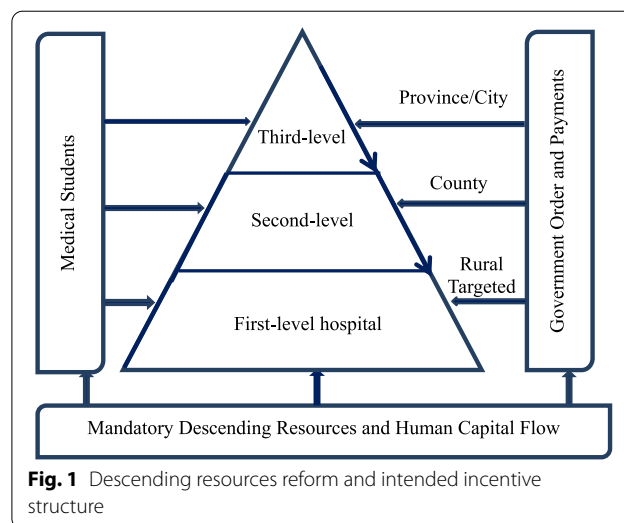 Medical Students
Third-level
Second-level
First-level hospital
Province/City
County
Rural
Targeted
Government Order and Payments
Mandatory Descending Resources and Human Capital Flow
Fig. 1 Descending resources reform and intended incentive
structure